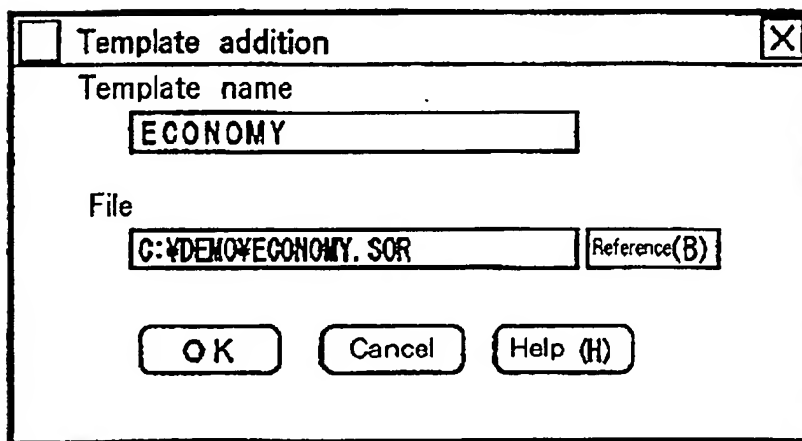 Template addition
Template name
ECONOMY
File
C:¥DEMO¥ECONOMY.SOR Reference(B)
OK Cancel Help (H)